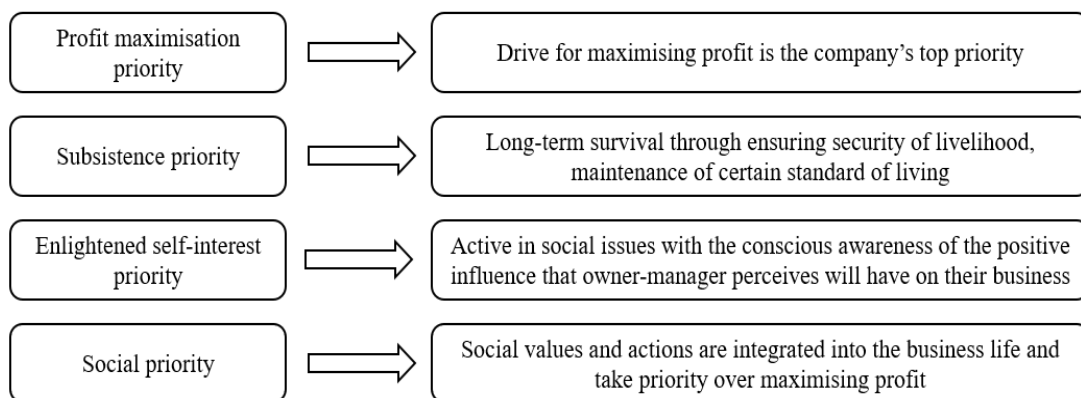 Profit maximisation
priority
Drive for maximising profit is the company's top priority
Subsistence priority
Long-term survival through ensuring security of livelihood,
maintenance of certain standard of living
Enlightened self-interest
priority
Active in social issues with the conscious awareness of the positive
influence that owner-manager perceives will have on their business
Social priority
Social values and actions are integrated into the business life and
take priority over maximising profit